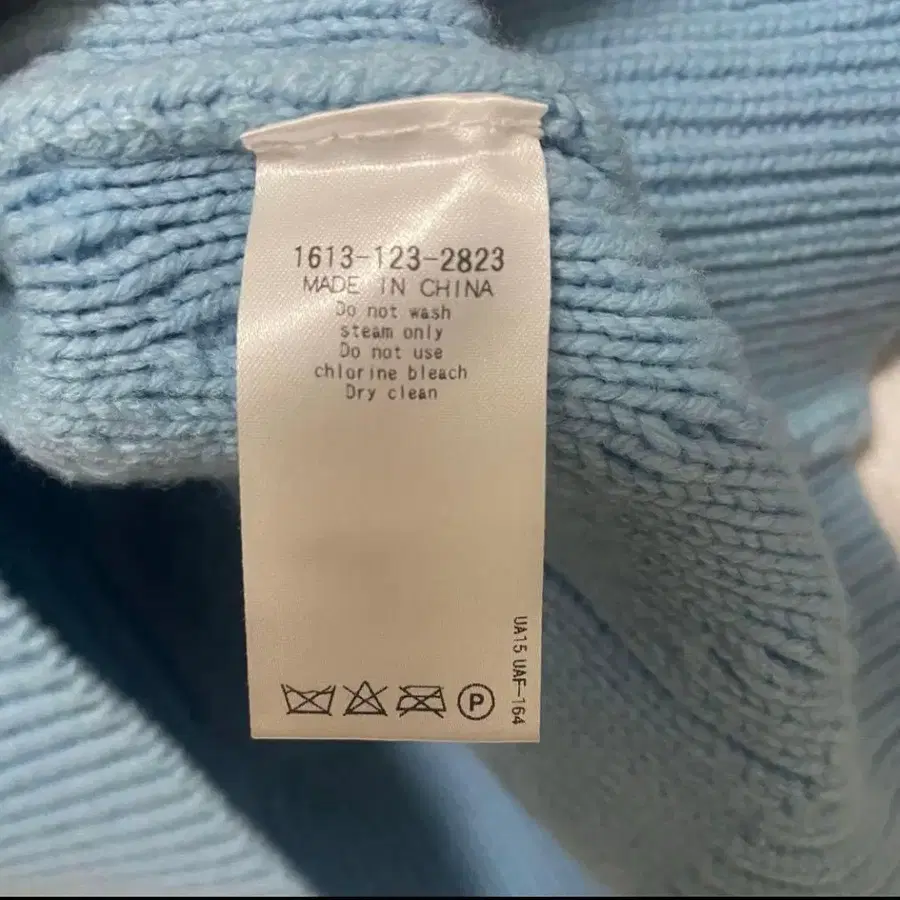 1613-123-2823
MADE IN CHINA
Do not wash
steam only
Do not use
chlorine bleach
Dry clean
UA15 UAF-164
P